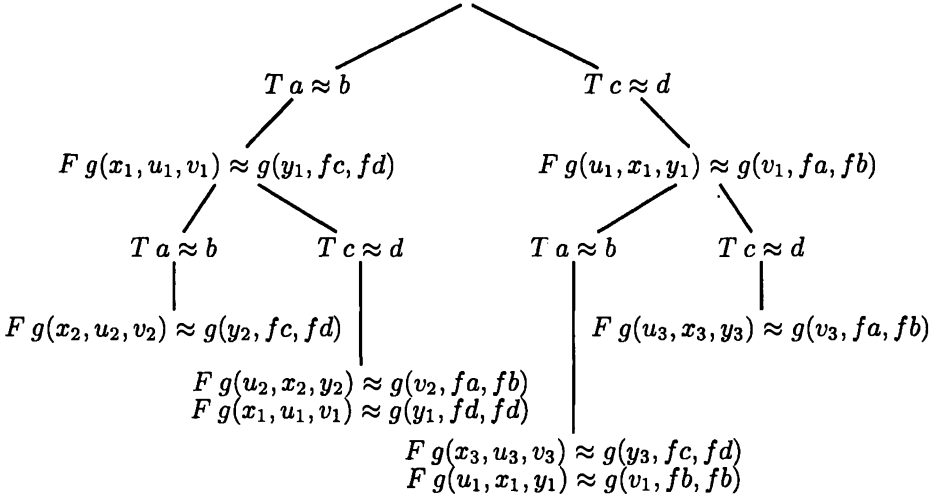 T a ≈ b
T c ≈ d
F g(x₁, u₁, v₁) ≈ g(y₁, fc, fd)
F g(u₁, x₁, y₁) ≈ g(v₁, fa, fb)
T a ≈ b
T c ≈ d
T a ≈ b
T c ≈ d
F g(x₂, u₂, v₂) ≈ g(y₂, fc, fd)
F g(u₃, x₃, y₃) ≈ g(v₃, fa, fb)
F g(u₂, x₂, y₂) ≈ g(v₂, fa, fb)
F g(x₁, u₁, v₁) ≈ g(y₁, fd, fd)
F g(x₃, u₃, v₃) ≈ g(y₃, fc, fd)
F g(u₁, x₁, y₁) ≈ g(v₁, fb, fb)